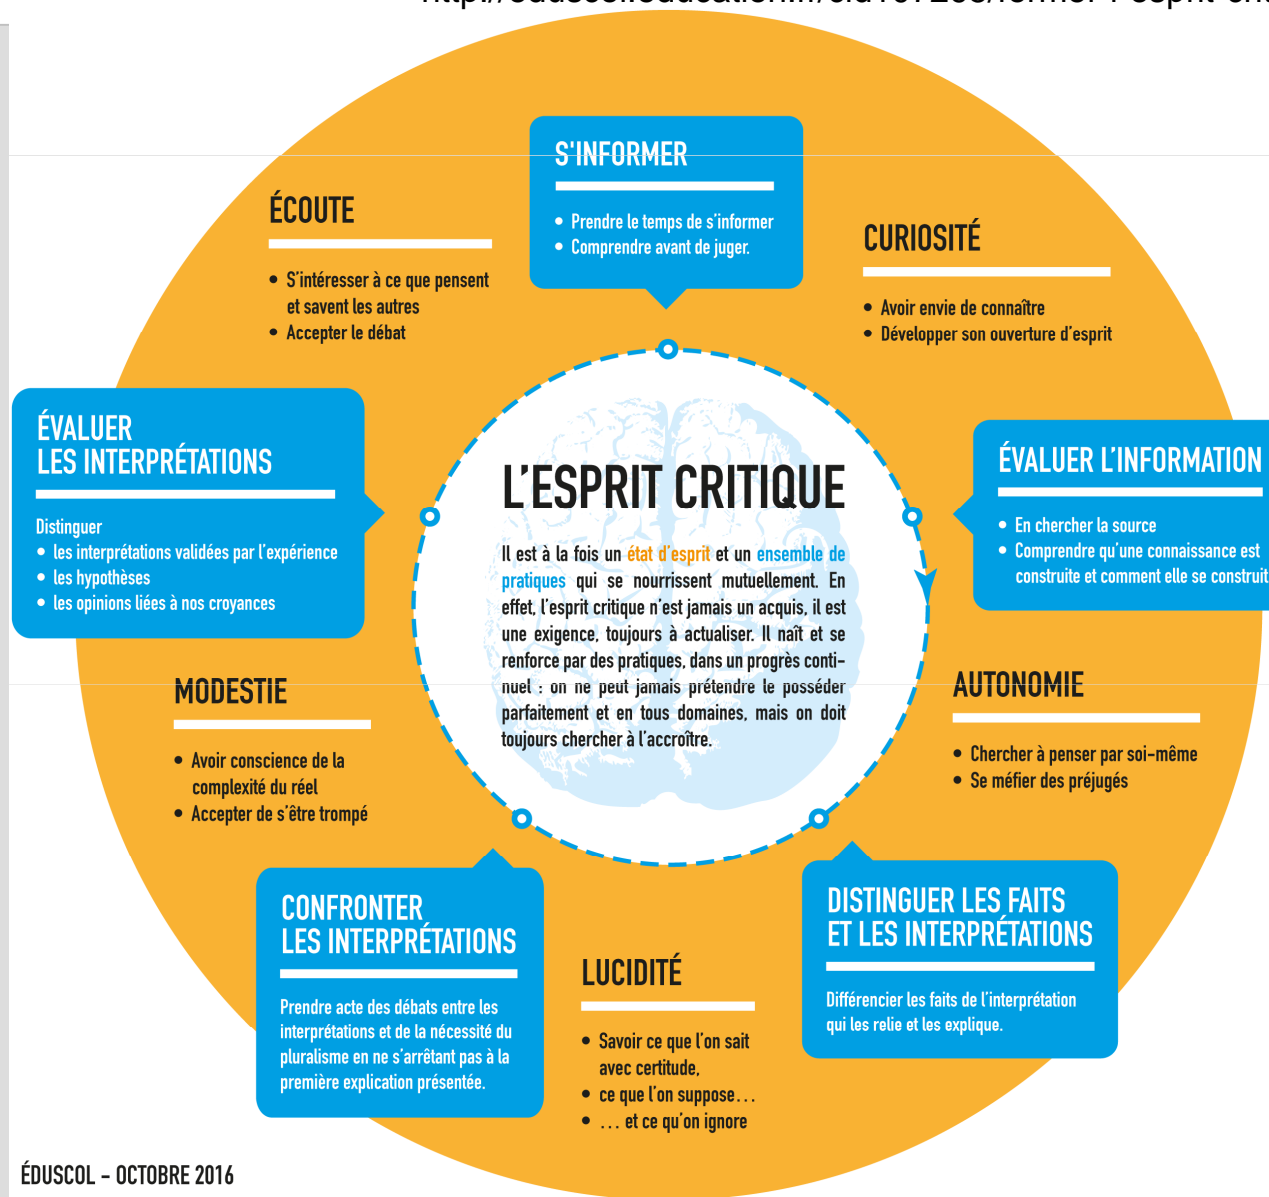 S'INFORMER
• Prendre le temps de s'informer
• Comprendre avant de juger.
ÉCOUTE
• S'intéresser à ce que pensent
et savent les autres
• Accepter le débat
CURIOSITÉ
• Avoir envie de connaître
• Développer son ouverture d'esprit
ÉVALUER
LES INTERPRÉTATIONS
Distinguer
• les interprétations validées par l'expérience
• les hypothèses
• les opinions liées à nos croyances
L'ESPRIT CRITIQUE
Il est à la fois un état d'esprit et un ensemble de
pratiques qui se nourrissent mutuellement. En
effet, l'esprit critique n'est jamais un acquis, il est
une exigence, toujours à actualiser. Il naît et se
renforce par des pratiques, dans un progrès conti-
nuel : on ne peut jamais prétendre le posséder
parfaitement et en tous domaines, mais on doit
toujours chercher à l'accroître.
ÉVALUER L'INFORMATION
• En chercher la source
• Comprendre qu'une connaissance est
construite et comment elle se construit
MODESTIE
• Avoir conscience de la
complexité du réel
• Accepter de s'être trompé
AUTONOMIE
• Chercher à penser par soi-même
• Se méfier des préjugés
CONFRONTER
LES INTERPRÉTATIONS
Prendre acte des débats entre les
interprétations et de la nécessité du
pluralisme en ne s'arrêtant pas à la
première explication présentée.
LUCIDITÉ
• Savoir ce que l'on sait
avec certitude,
• ce que l'on suppose...
• ... et ce qu'on ignore
DISTINGUER LES FAITS
ET LES INTERPRÉTATIONS
Différencier les faits de l'interprétation
qui les relie et les explique.
ÉDUSCOL - OCTOBRE 2016